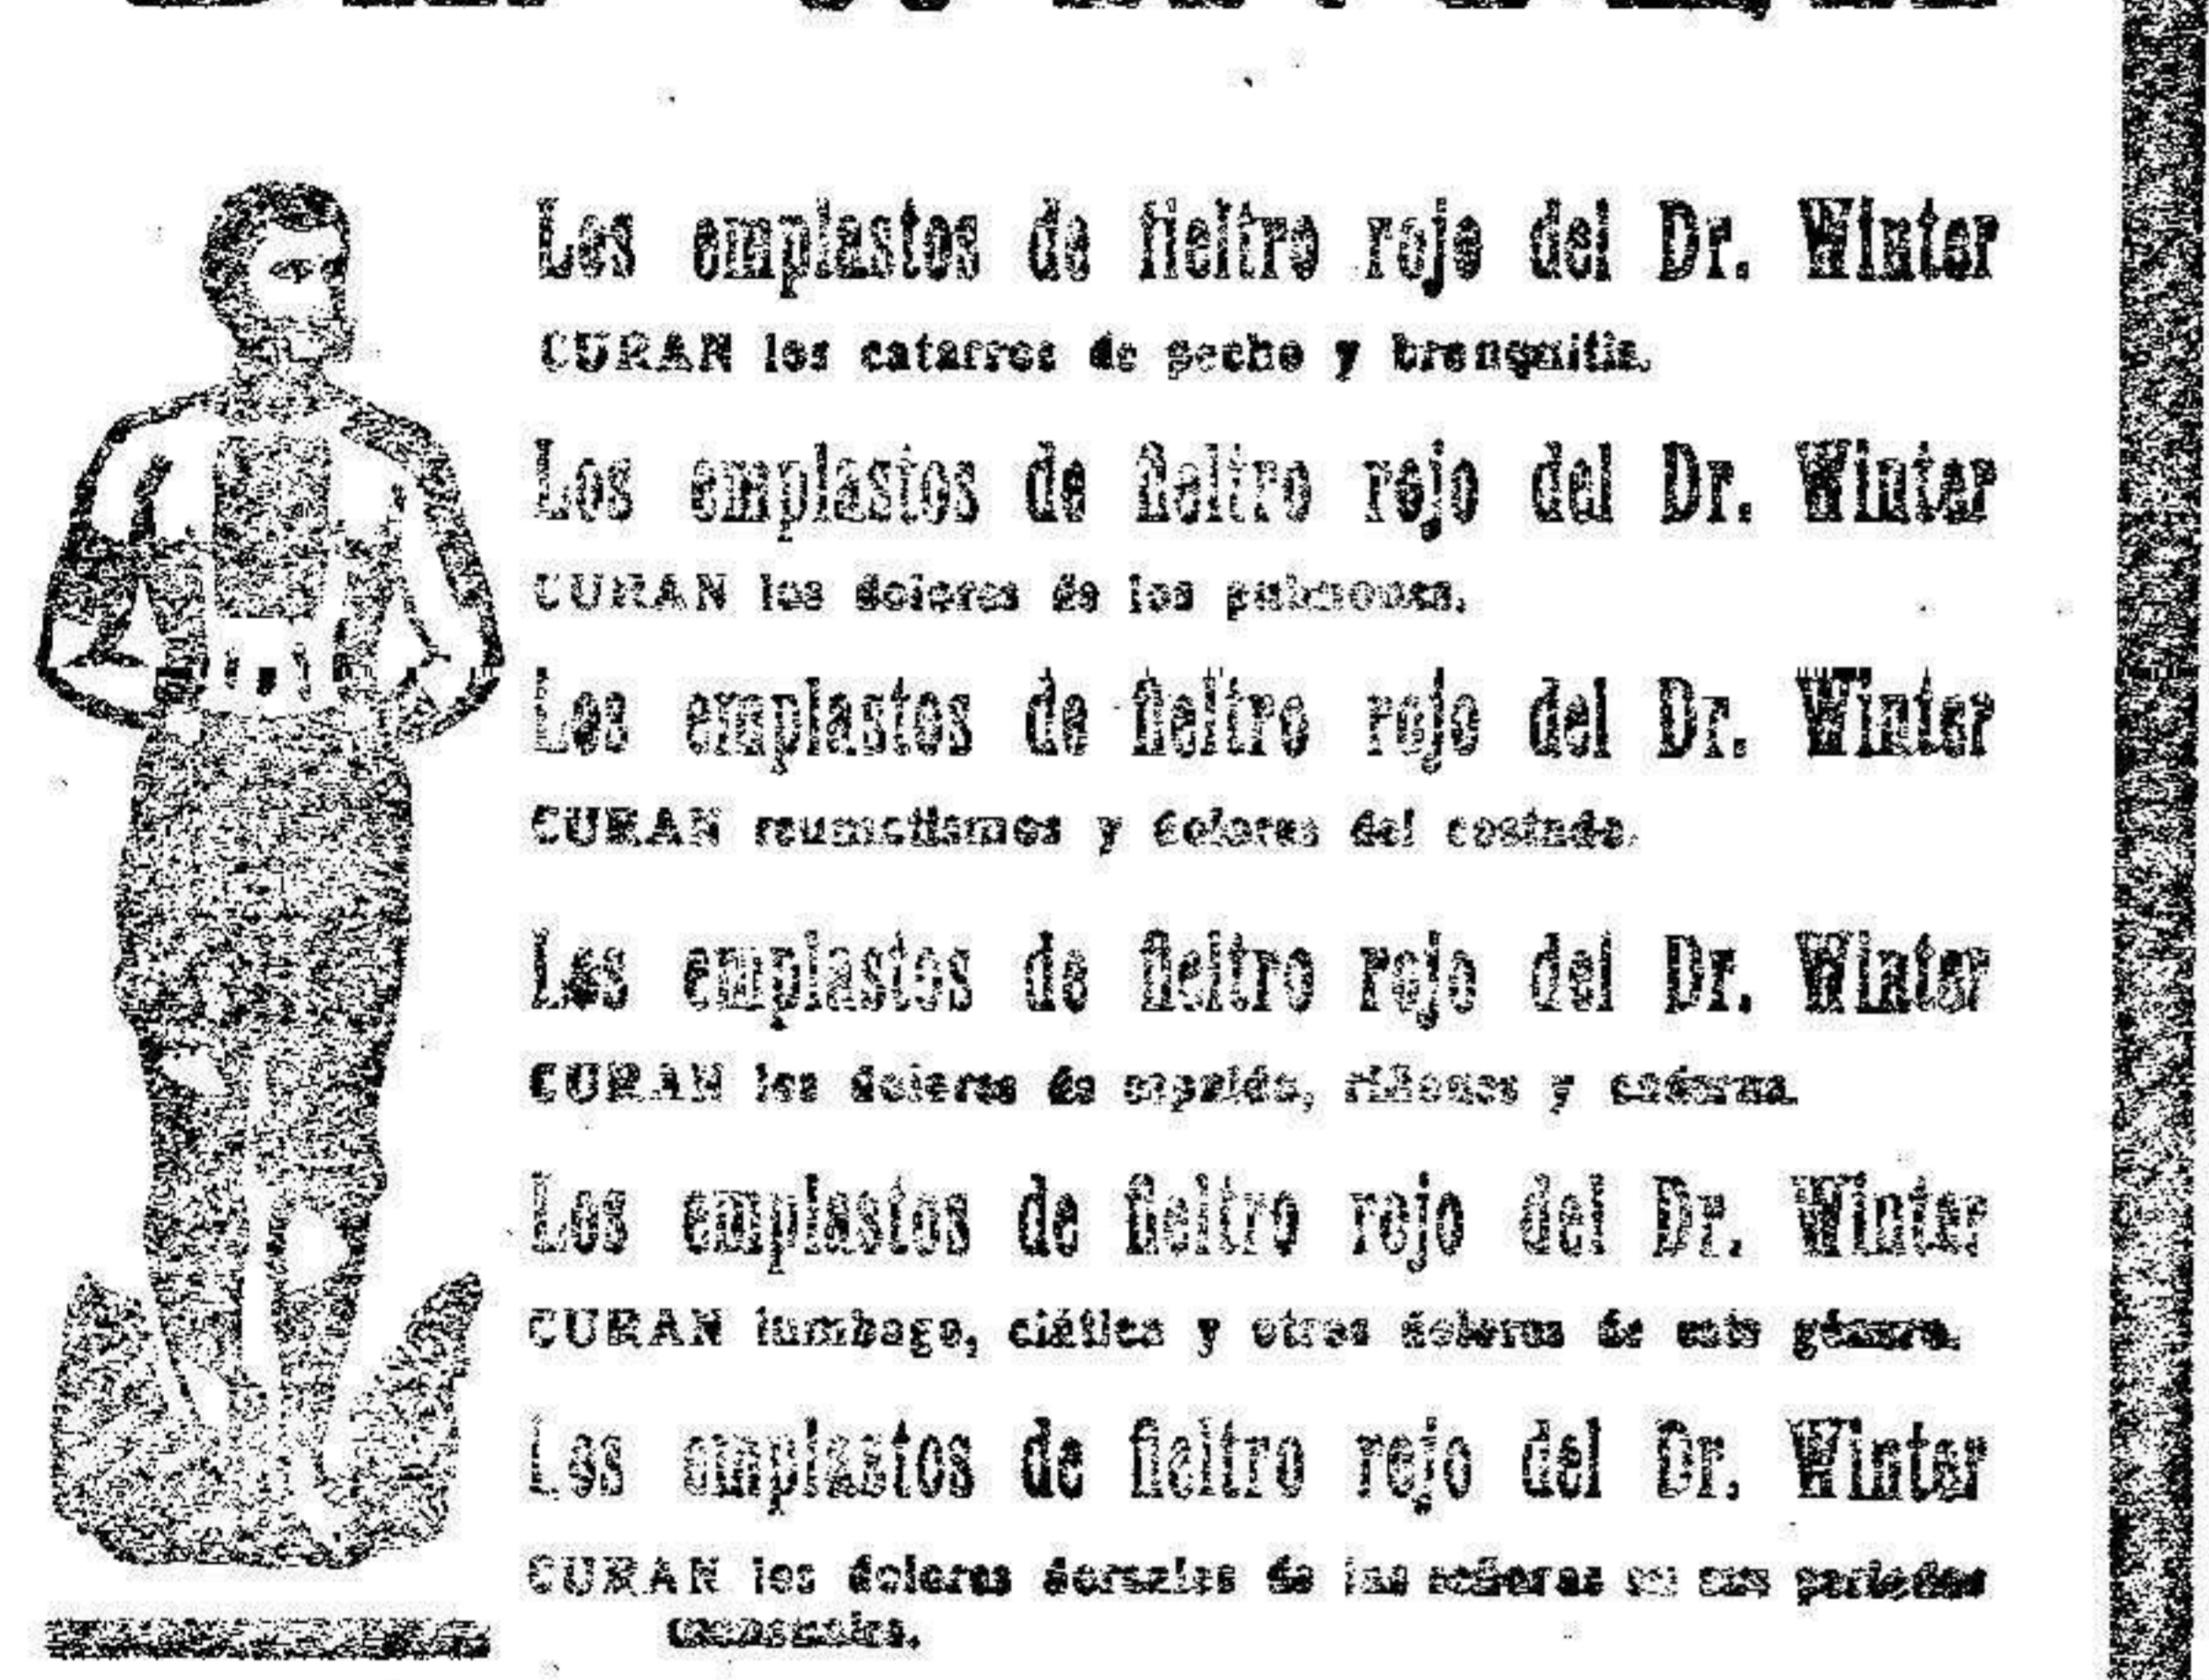 Los emplastos de fieltro rojo del Dr. Winter
CURAN los catarros de pecho y bronquitis.
Los emplastos de fieltro rojo del Dr. Winter
CURAN los dolores de los pulmones.
Los emplastos de fieltro rojo del Dr. Winter
CURAN reumatismos y dolores del costado.
Los emplastos de fieltro rojo del Dr. Winter
CURAN los dolores de espalda, riñones y caderas.
Los emplastos de fieltro rojo del Dr. Winter
CURAN lumbago, ciática y otros dolores de este género.
Los emplastos de fieltro rojo del Dr. Winter
CURAN los dolores dorsales de las señoras en sus periodos
mensuales.